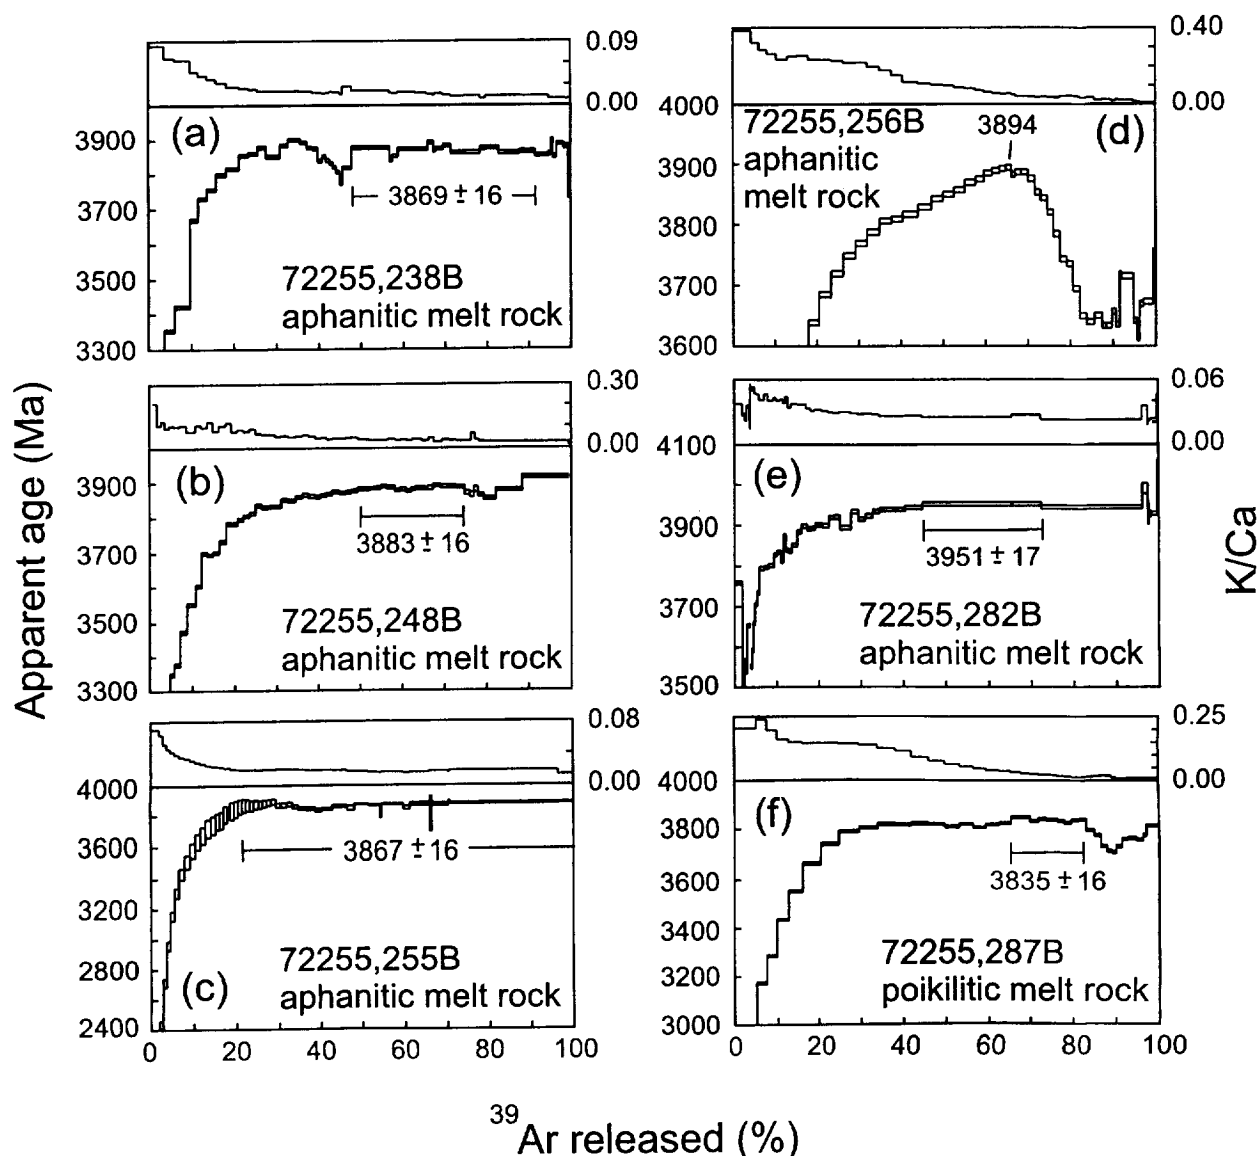 Apparent age (Ma)
K/Ca
39Ar released (%)
0.09
0.00
3900
3700
3500
3300
(a)
3869 ± 16
72255,238B
aphanitic melt rock
0.30
0.00
3900
3700
3500
3300
(b)
3883 ± 16
72255,248B
aphanitic melt rock
0.08
0.00
4000
3600
3200
2800
2400
(c)
3867 ± 16
72255,255B
aphanitic melt rock
0 20 40 60 80 100
0.40
0.00
4000
3900
3800
3700
3600
72255,256B
aphanitic
melt rock
3894
(d)
0.06
0.00
4100
3900
3700
3500
(e)
3951 ± 17
72255,282B
aphanitic melt rock
0.25
0.00
4000
3800
3600
3400
3200
3000
(f)
3835 ± 16
72255,287B
poikilitic melt rock
0 20 40 60 80 100